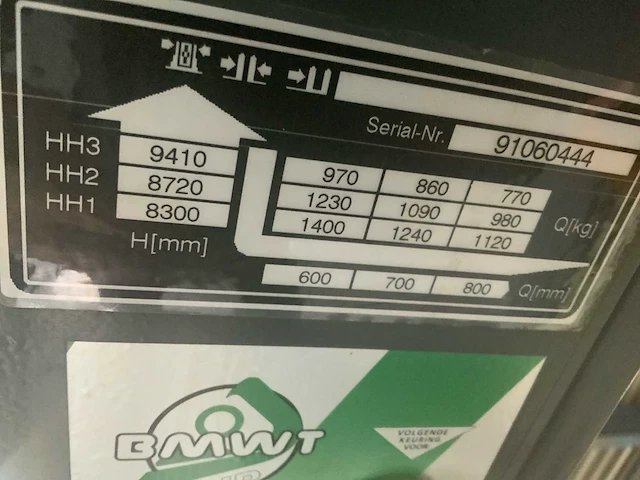 Serial-Nr. 91060444
HH3 9410 970 860 770
HH2 8720 1230 1090 980 Q[kg]
HH1 8300 1400 1240 1120
H[mm]
600 700 800 Q[mm]
BMWT
VOLGENDE
KEURING
VOOR